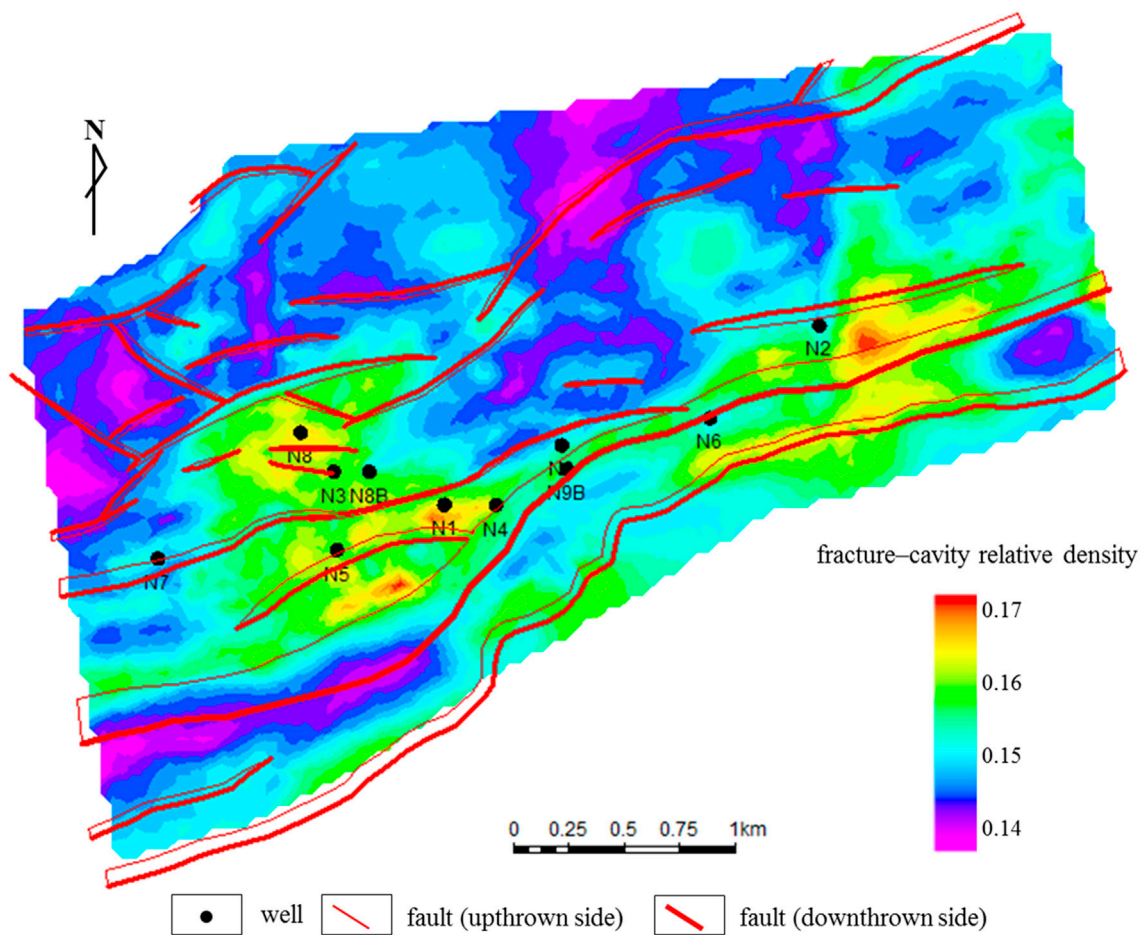 N
N2
N6
N8
N
N9B
N3 N8B
N1 N4
N5
N7
fracture–cavity relative density
0.17
0.16
0.15
0.14
0 0.25 0.5 0.75 1km
well
fault (upthrown side)
fault (downthrown side)